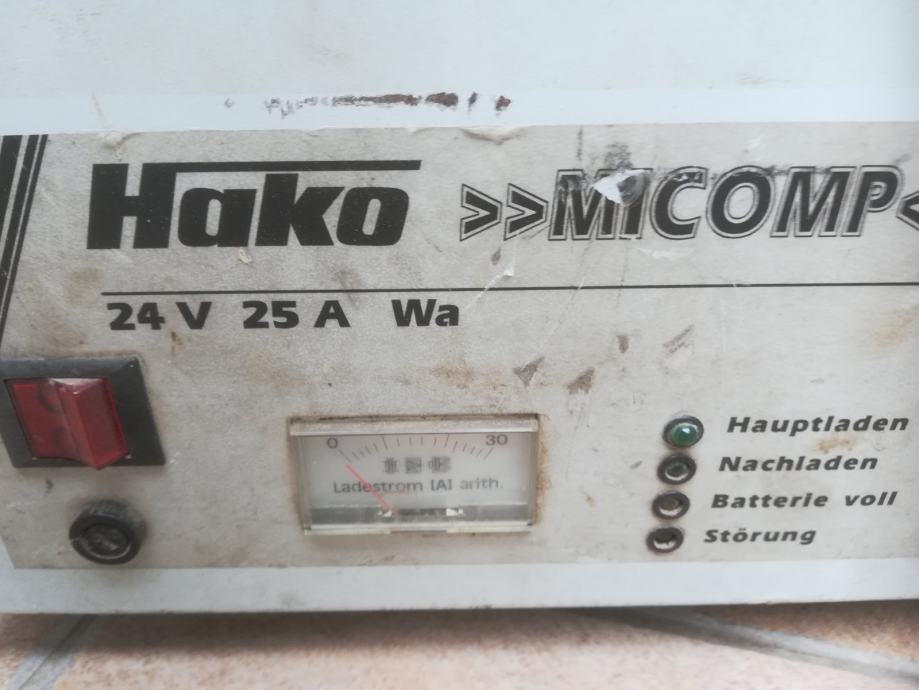 Hako >>MICOMP<
24 V 25 A Wa
0 30
Ladestrom [A] arith.
Hauptladen
Nachladen
Batterie voll
Störung